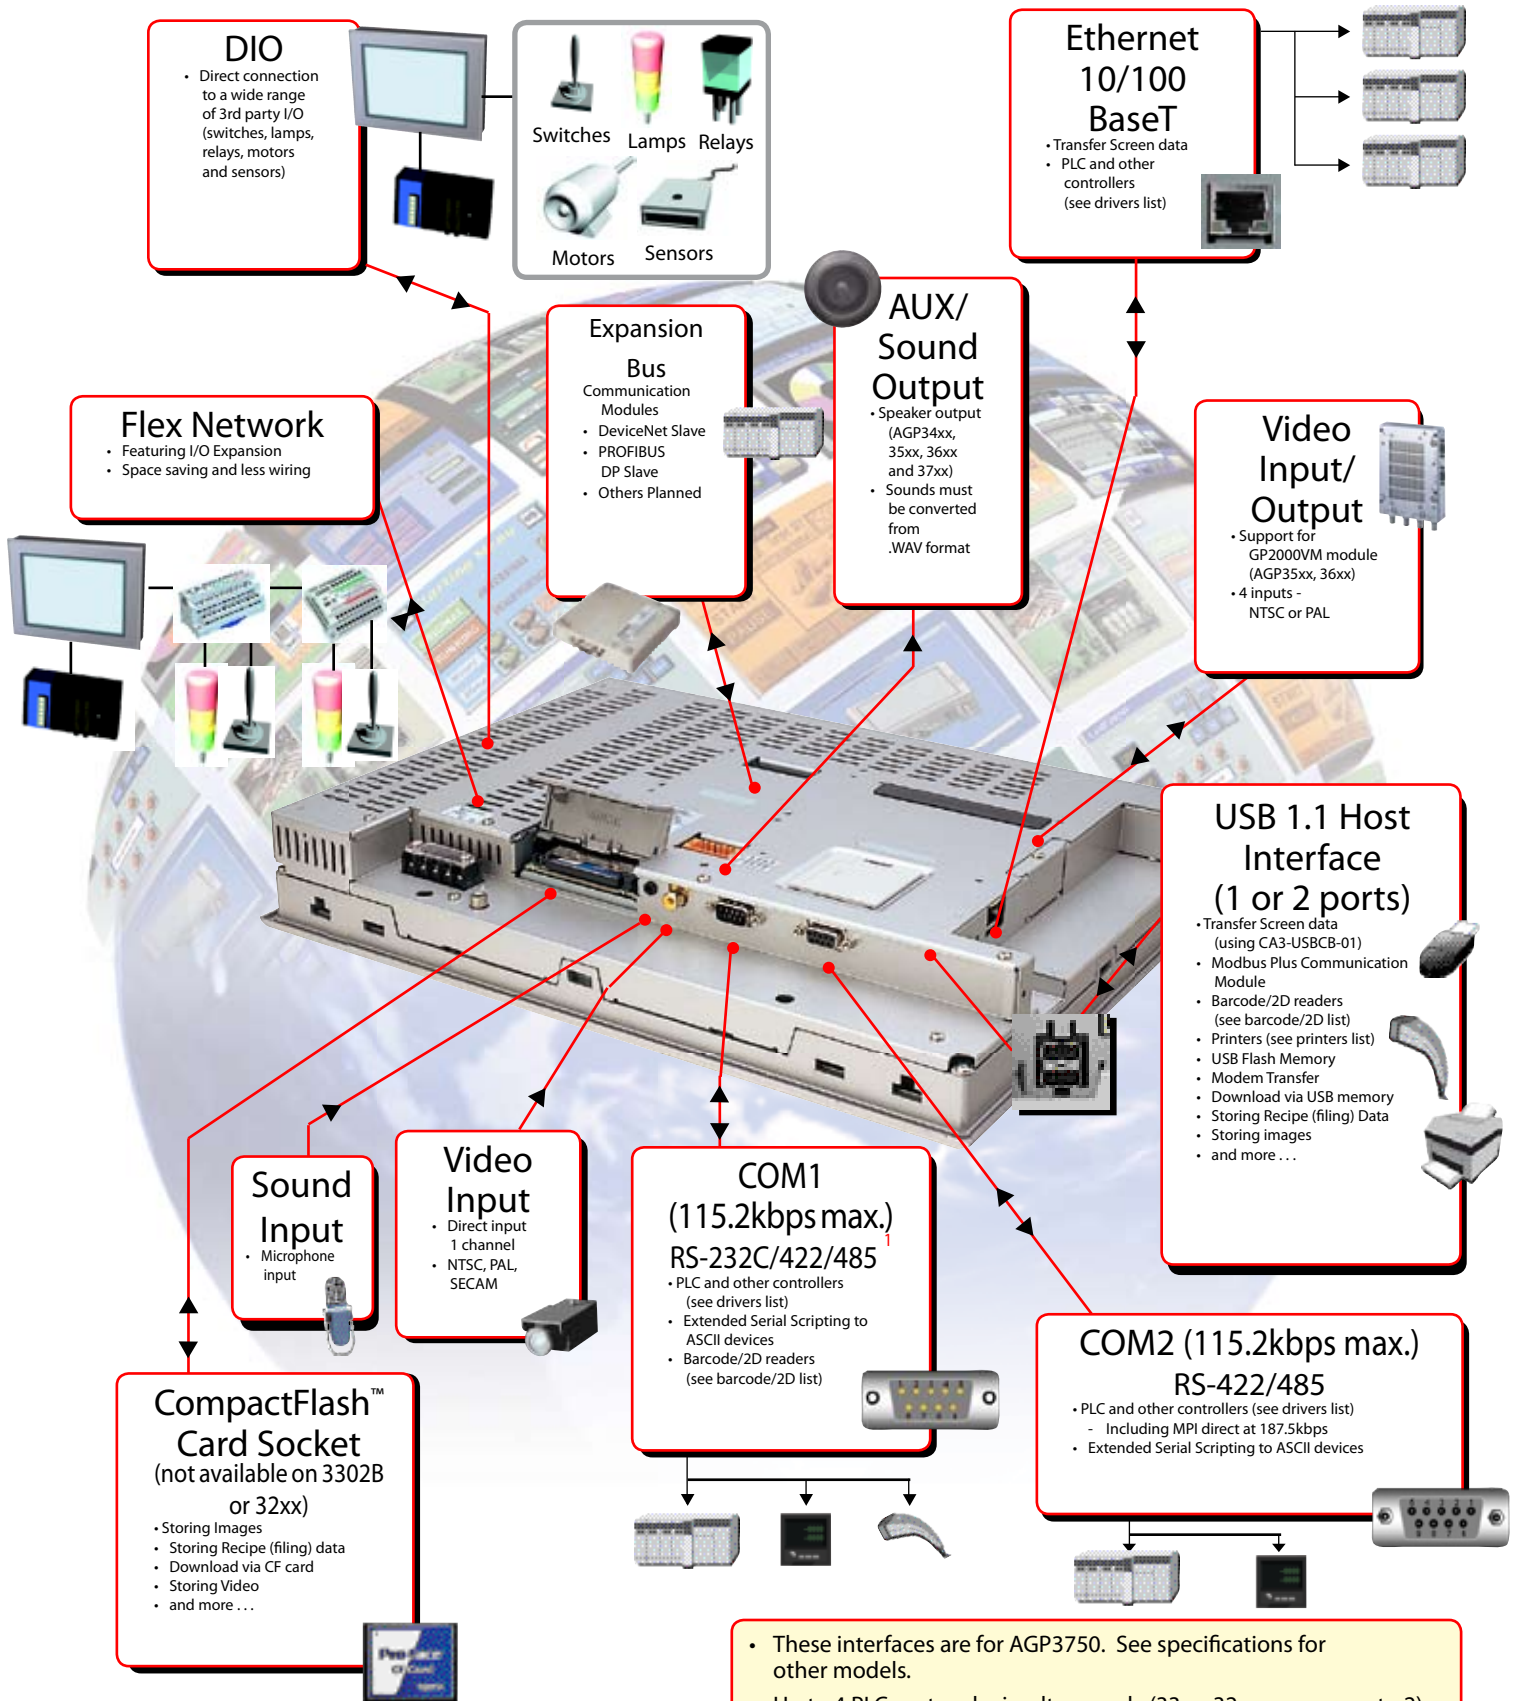 DIO
• Direct connection
to a wide range
of 3rd party I/O
(switches, lamps,
relays, motors
and sensors)
Switches
Lamps
Relays
Motors
Sensors
Ethernet
10/100
BaseT
• Transfer Screen data
• PLC and other
controllers
(see drivers list)
Expansion
Bus
Communication
Modules
• DeviceNet Slave
• PROFIBUS
DP Slave
• Others Planned
AUX/
Sound
Output
• Speaker output
(AGP34xx,
35xx, 36xx
and 37xx)
• Sounds must
be converted
from
.WAV format
Flex Network
• Featuring I/O Expansion
• Space saving and less wiring
Video
Input/
Output
• Support for
GP2000VM module
(AGP35xx, 36xx)
• 4 inputs -
NTSC or PAL
USB 1.1 Host
Interface
(1 or 2 ports)
• Transfer Screen data
(using CA3-USBCB-01)
• Modbus Plus Communication
Module
• Barcode/2D readers
(see barcode/2D list)
• Printers (see printers list)
• USB Flash Memory
• Modem Transfer
• Download via USB memory
• Storing Recipe (filing) Data
• Storing images
• and more . . .
Sound
Input
• Microphone
input
Video
Input
• Direct input
1 channel
• NTSC, PAL,
SECAM
COM1
(115.2kbps max.)
RS-232C/422/485 1
• PLC and other controllers
(see drivers list)
• Extended Serial Scripting to
ASCII devices
• Barcode/2D readers
(see barcode/2D list)
COM2 (115.2kbps max.)
RS-422/485
• PLC and other controllers (see drivers list)
- Including MPI direct at 187.5kbps
• Extended Serial Scripting to ASCII devices
CompactFlash™
Card Socket
(not available on 3302B
or 32xx)
• Storing Images
• Storing Recipe (filing) data
• Download via CF card
• Storing Video
• and more . . .
Pro-face
CF Card
• These interfaces are for AGP3750. See specifications for
other models.